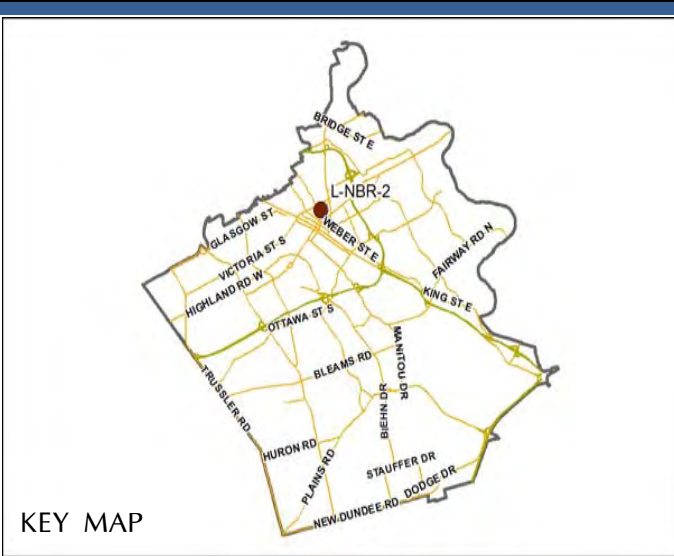 BRIDGE ST E
L-NBR-2
GLASGOW ST
WEBER ST E
VICTORIA ST S
FAIRWAY RD N
HIGHLAND RD W
KING ST E
OTTAWA ST S
MANITOU DR
BLEAMS RD
TRUSSLER RD
BIEHN DR
HURON RD
PLAINS RD
STAUFFER DR
DODGE DR
NEW DUNDEE RD
KEY MAP